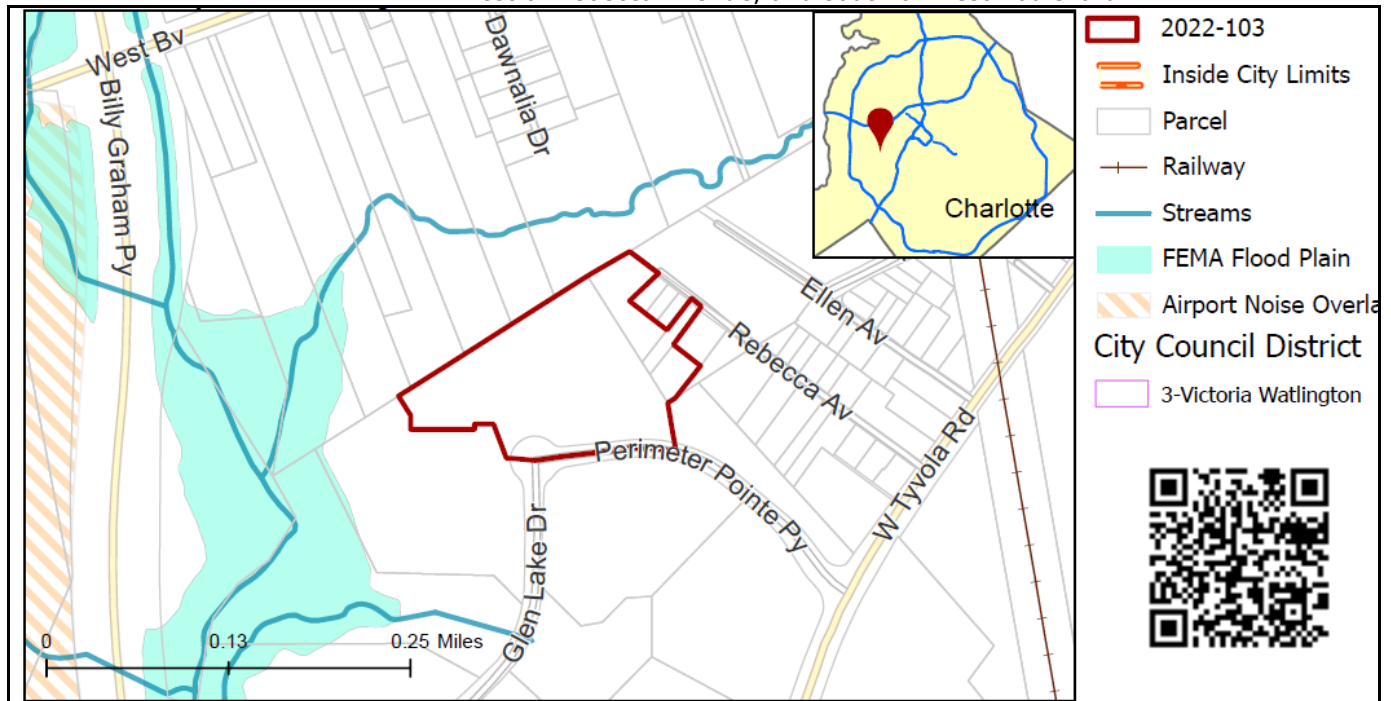 West Bv
Billy Graham Py
Dawnalia Dr
Charlotte
Ellen Av
Rebecca Av
Perimeter Pointe Py
W Tyvola Rd
Glen Lake Dr
0 0.13 0.25 Miles
2022-103
Inside City Limits
Parcel
Railway
Streams
FEMA Flood Plain
Airport Noise Overla
City Council District
3-Victoria Watlington